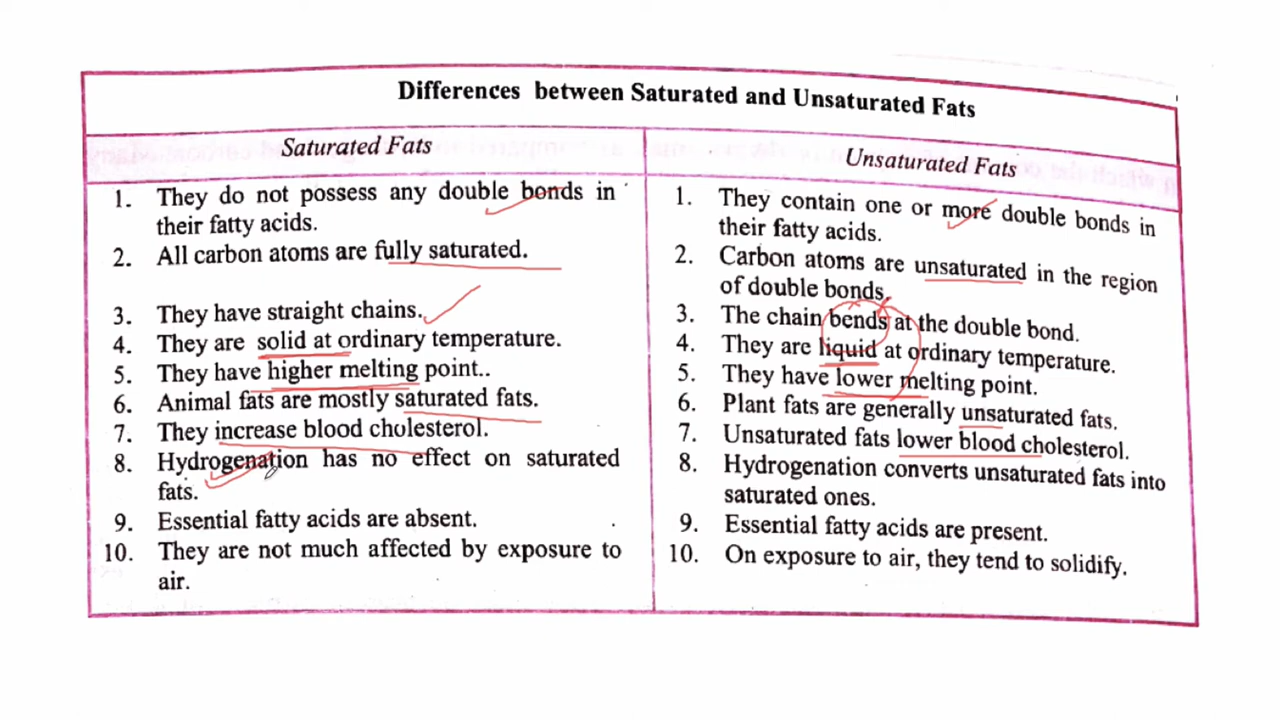 Differences between Saturated and Unsaturated Fats
Saturated Fats
1. They do not possess any double bonds in
their fatty acids.
2. All carbon atoms are fully saturated.
3. They have straight chains.
4. They are solid at ordinary temperature.
5. They have higher melting point..
6. Animal fats are mostly saturated fats.
7. They increase blood cholesterol.
8. Hydrogenation has no effect on saturated
fats.
9. Essential fatty acids are absent.
10. They are not much affected by exposure to
air.
Unsaturated Fats
1. They contain one or more double bonds in
their fatty acids.
2. Carbon atoms are unsaturated in the region
of double bonds.
3. The chain bends at the double bond.
4. They are liquid at ordinary temperature.
5. They have lower melting point.
6. Plant fats are generally unsaturated fats.
7. Unsaturated fats lower blood cholesterol.
8. Hydrogenation converts unsaturated fats into
saturated ones.
9. Essential fatty acids are present.
10. On exposure to air, they tend to solidify.